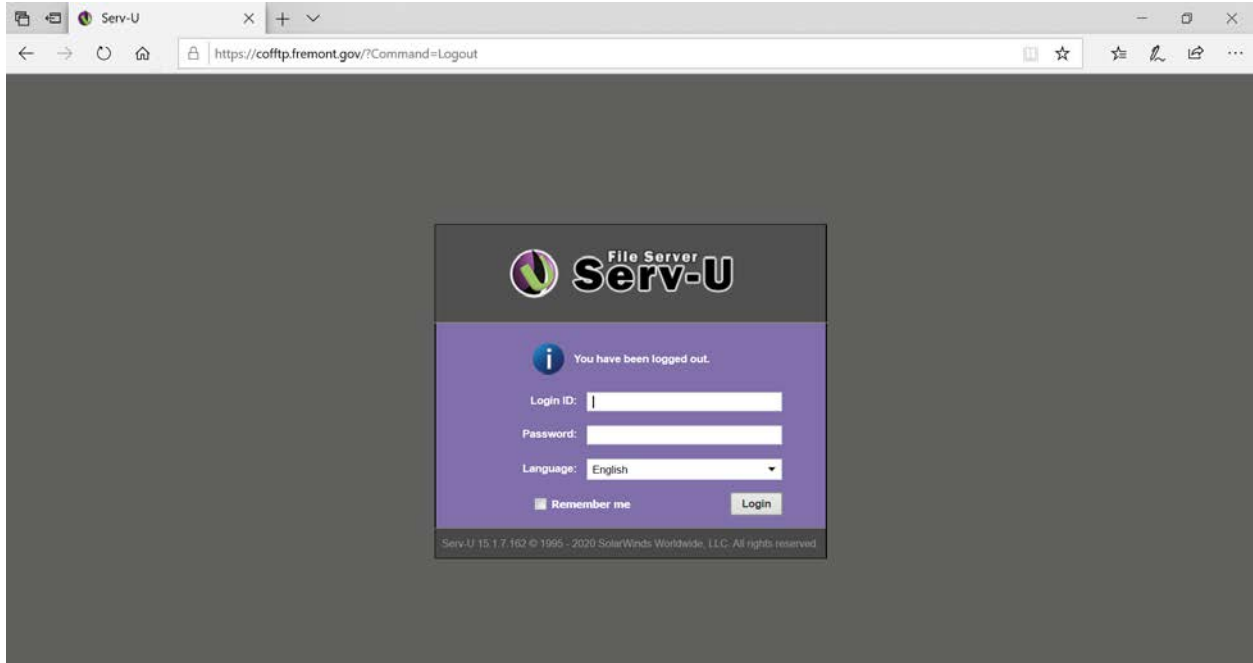 Serv-U
https://cofftp.fremont.gov/?Command=Logout
File Server
Serv-U
You have been logged out.
Login ID:
Password:
Language: English
Remember me Login
Serv-U 15.1.7.162 © 1995 - 2020 SolarWinds Worldwide, LLC. All rights reserved.